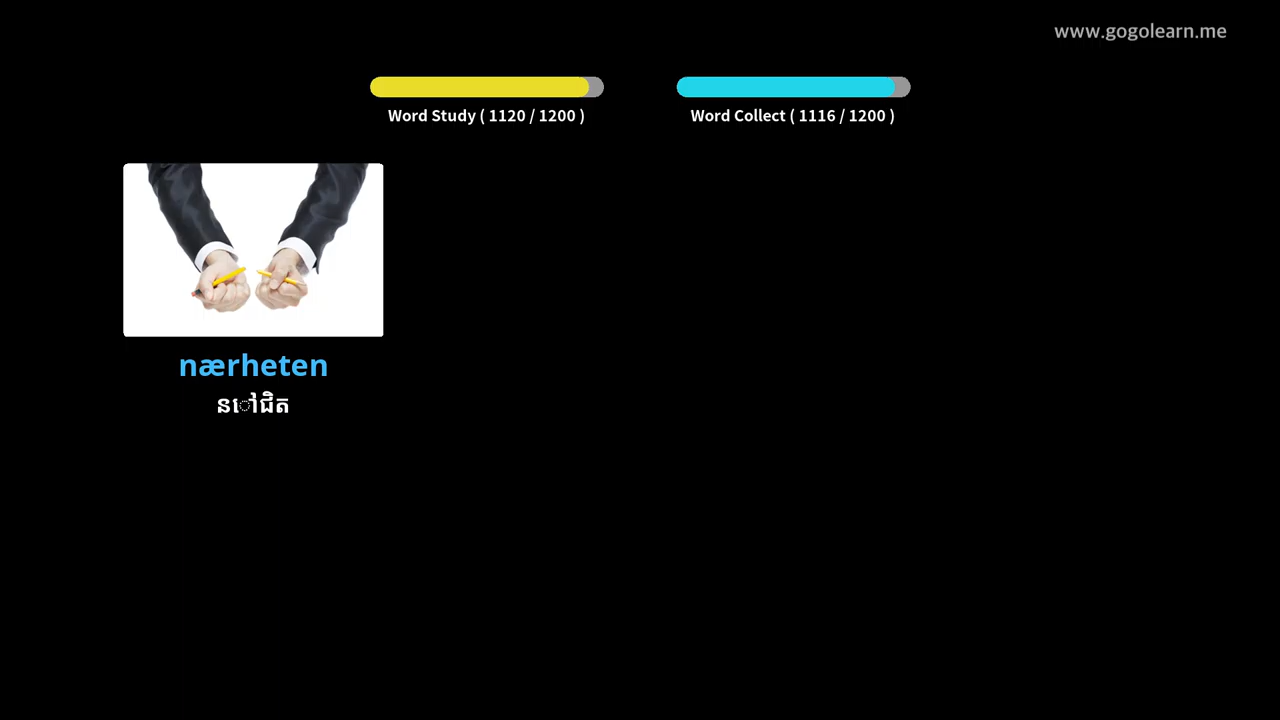 www.gogolearn.me
Word Study ( 1120 / 1200 )
Word Collect ( 1116 / 1200 )
nærheten
នៅជិត